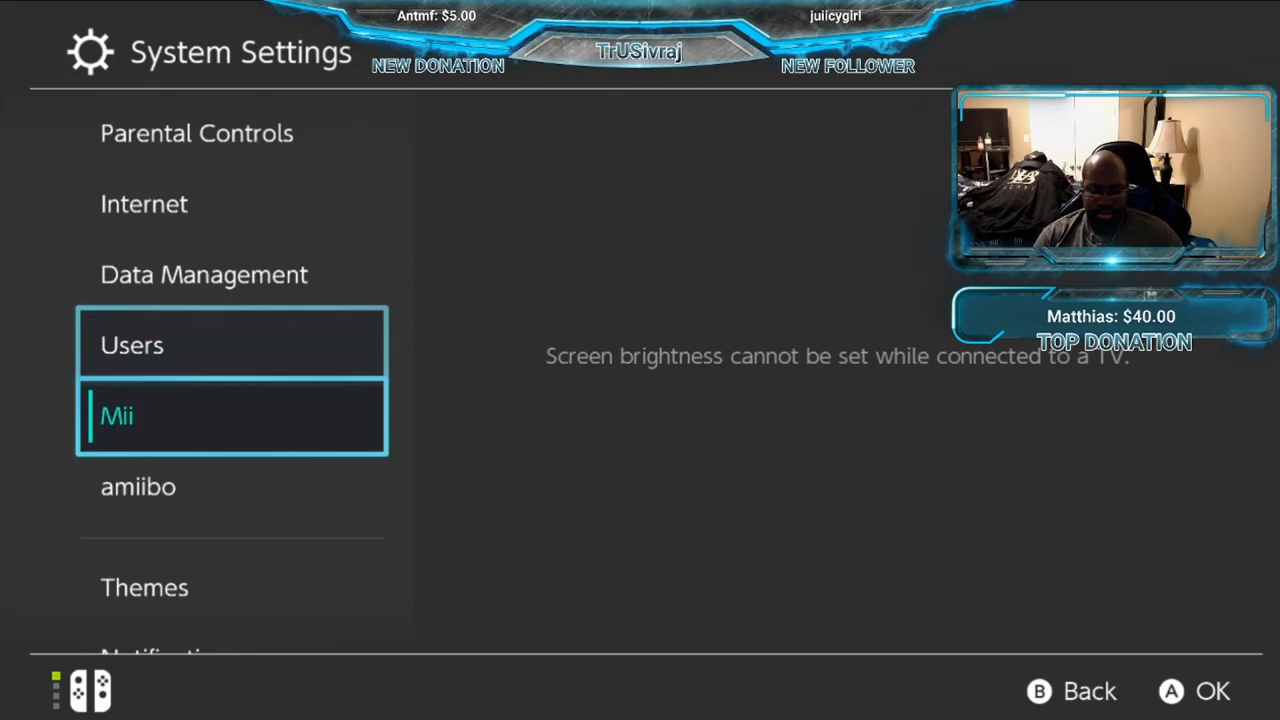 Antmf: $5.00
juiicygirl
System Settings
TrUSivraj
NEW DONATION
NEW FOLLOWER
Parental Controls
Internet
Data Management
Users
Matthias: $40.00
TOP DONATION
Screen brightness cannot be set while connected to a TV.
Mii
amiibo
Themes
B Back
A OK